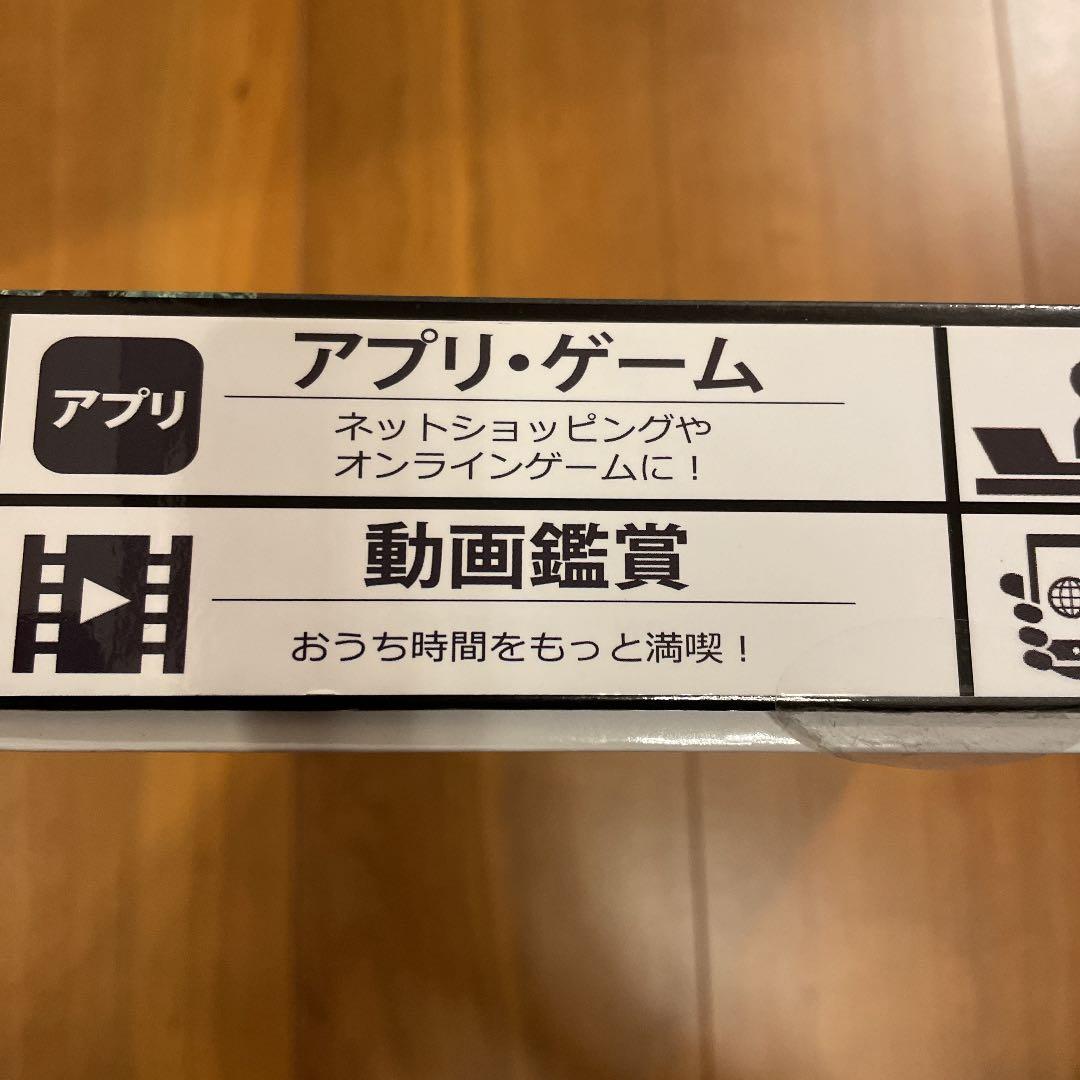 アプリ
アプリ・ゲーム
ネットショッピングや
オンラインゲームに!
動画鑑賞
おうち時間をもっと満喫!